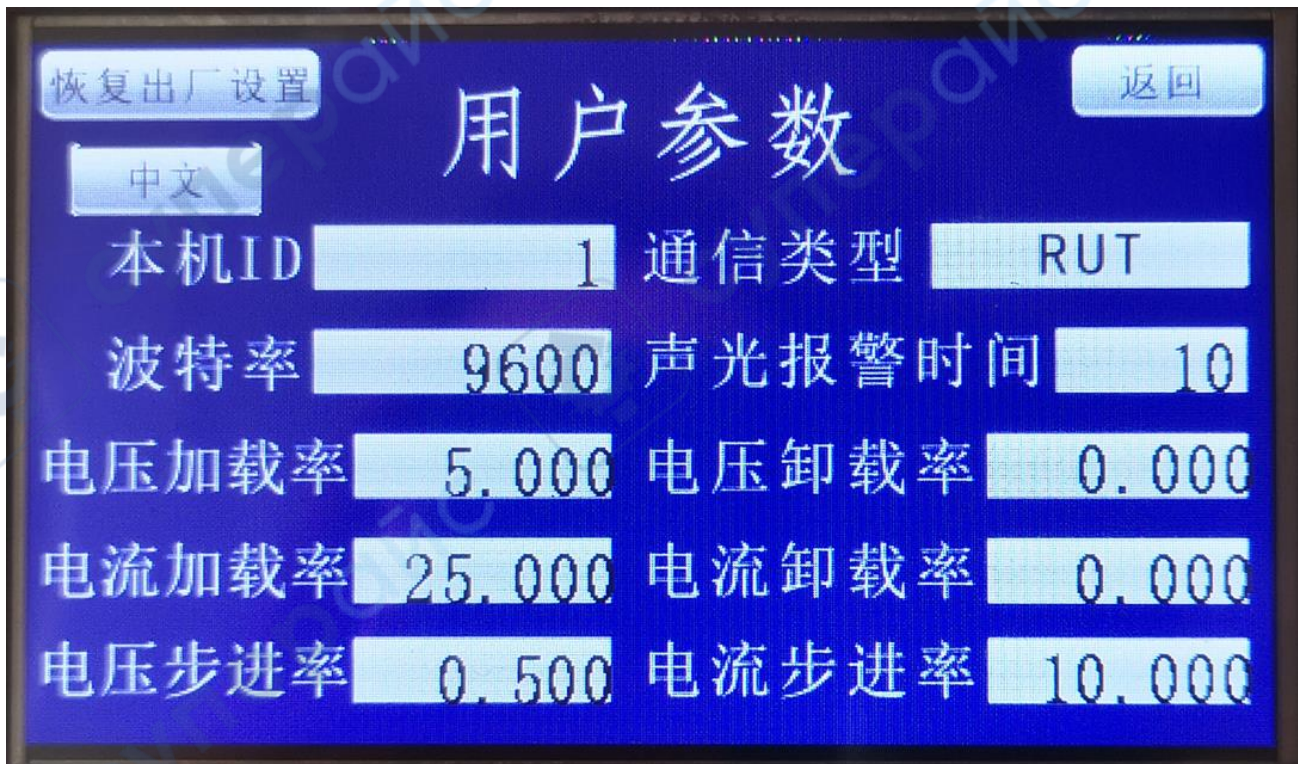 恢复出厂设置
返回
用户参数
中文
本机ID 1 通信类型 RUT
波特率 9600 声光报警时间 10
电压加载率 5.000 电压卸载率 0.000
电流加载率 25.000 电流卸载率 0.000
电压步进率 0.500 电流步进率 10.000